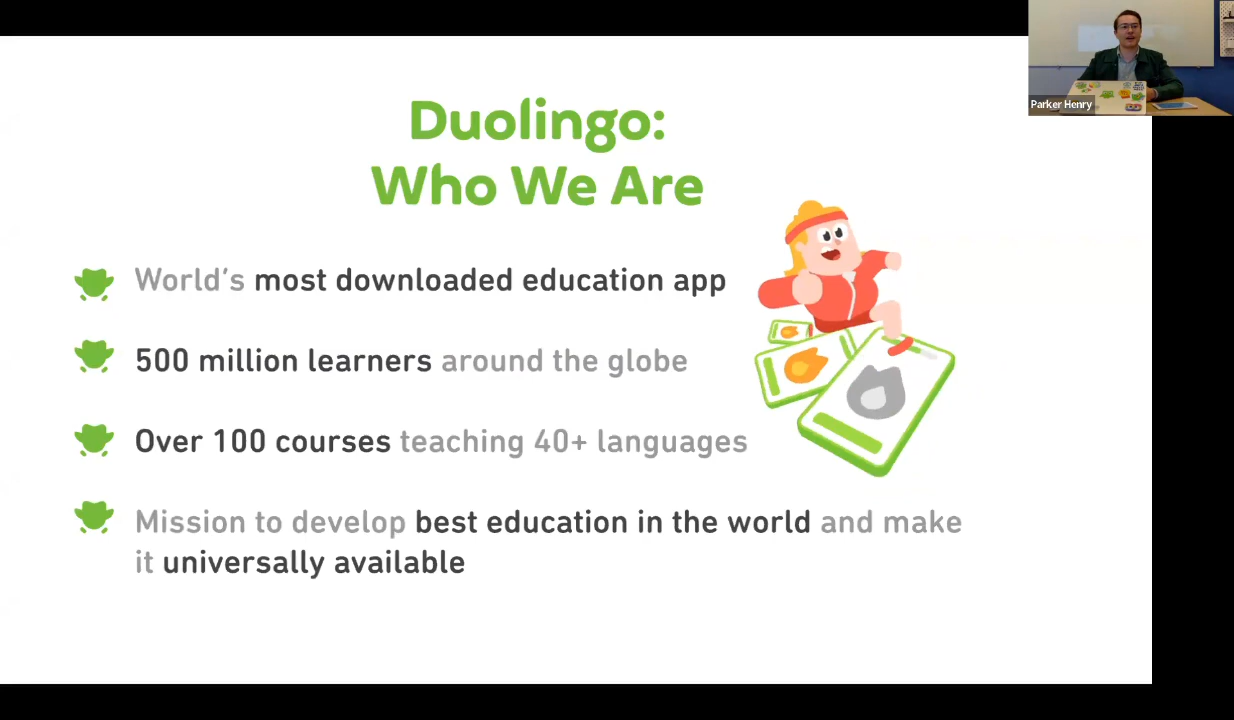 Duolingo:
Who We Are
World's most downloaded education app
500 million learners around the globe
Over 100 courses teaching 40+ languages
Mission to develop best education in the world and make
it universally available
Parker Henry